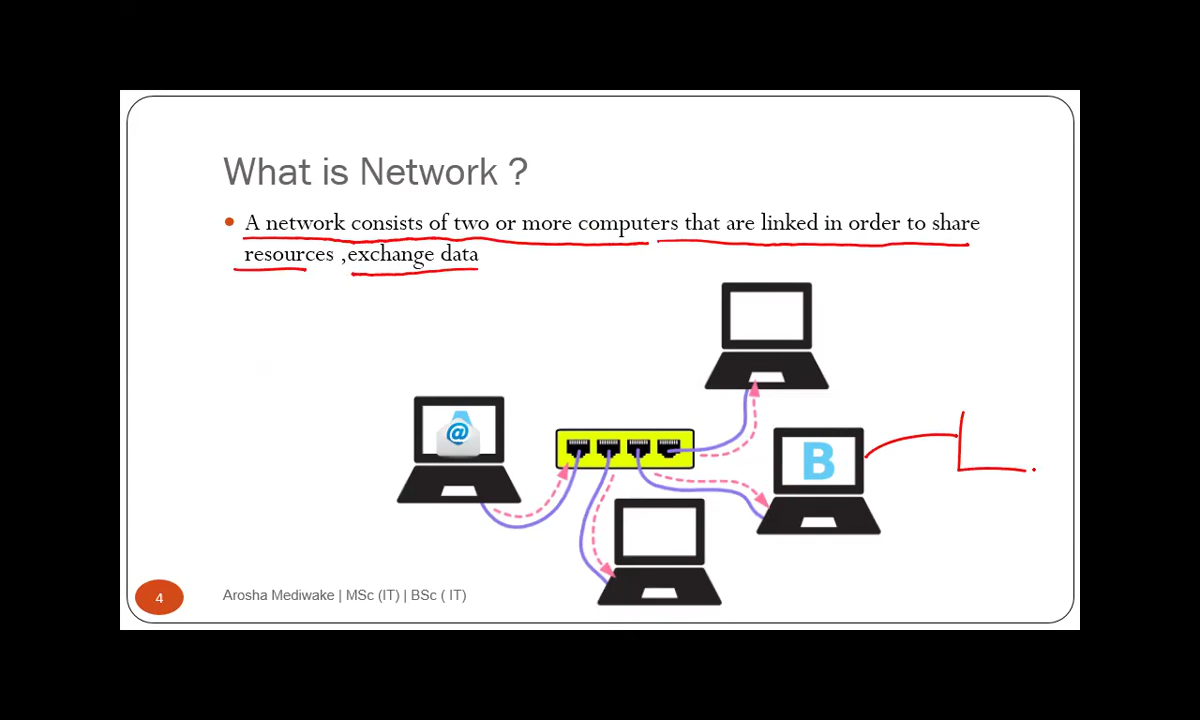 What is Network ?
A network consists of two or more computers that are linked in order to share
resources ,exchange data
@
B
4
Arosha Mediwake | MSc (IT) | BSc ( IT)